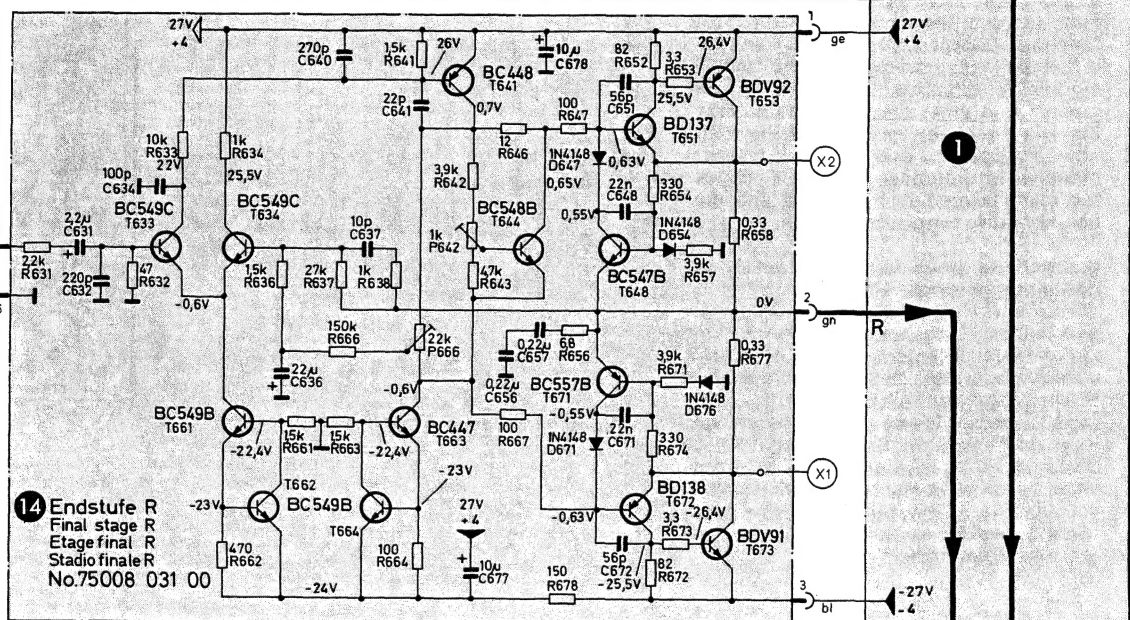 27V
+4
270p
C640
1,5k
R641
26V
BC448
T641
0,7V
10µ
C678
82
R652
3,3
R653
26,4V
25,5V
BDV92
T653
1
ge
27V
+4
22p
C641
56p
C651
100
R647
12
R646
BD137
T651
0,63V
1N4148
D647
0,65V
X2
1
10k
R633
22V
1k
R634
25,5V
100p
C634
BC549C
T633
BC549C
T634
3,9k
R642
BC548B
T644
22n
C648
330
R654
0,55V
1N4148
D654
0,33
R658
2,2µ
C631
2,2k
R631
220p
C632
47
R632
-0,6V
10p
C637
1,5k
R636
27k
R637
1k
R638
1k
P642
47k
R643
BC547B
T648
3,9k
R657
0V
2
gn
R
150k
R666
22k
P666
0,22µ
C657
6,8
R656
0,22µ
C656
22µ
C636
-0,6V
BC557B
T671
3,9k
R671
1N4148
D676
0,33
R677
-0,55V
22n
C671
BC549B
T661
15k
R661
15k
R663
-22,4V
-22,4V
BC447
T663
100
R667
1N4148
D671
330
R674
X1
T662
BC549B
T664
-23V
-23V
27V
+4
-0,63V
BD138
T672
3,3
R673
-26,4V
BDV91
T673
14 Endstufe R
Final stage R
Etage final R
Stadio finale R
No.75008 031 00
470
R662
100
R664
-24V
10µ
C677
150
R678
56p
C672
-25,5V
82
R672
3
bl
-27V
-4